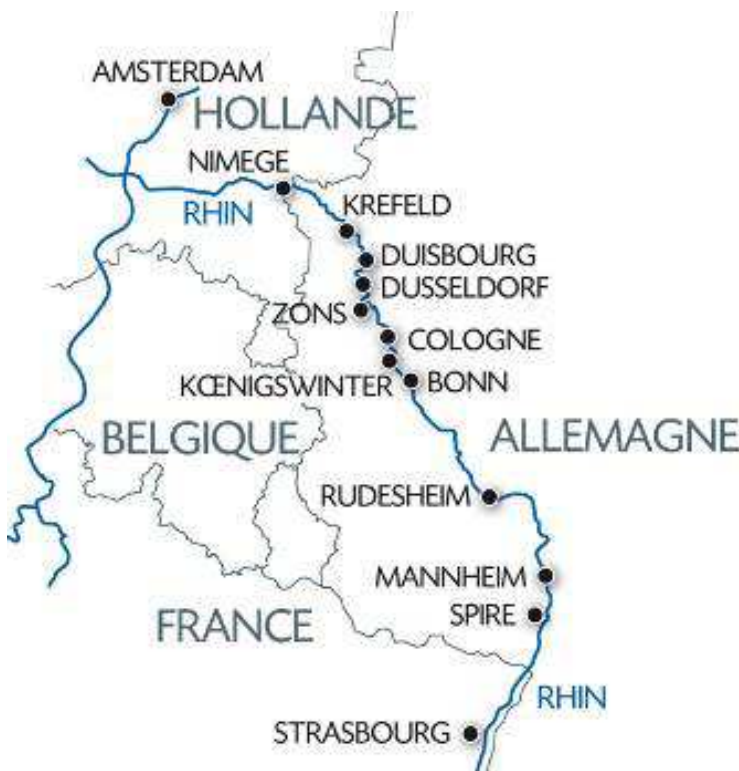 AMSTERDAM
HOLLANDE
NIMEGE
RHIN
KREFELD
DUISBOURG
DUSSELDORF
ZONS
COLOGNE
KŒNIGSWINTER
BONN
BELGIQUE
ALLEMAGNE
RUDESHEIM
MANNHEIM
SPIRE
FRANCE
RHIN
STRASBOURG